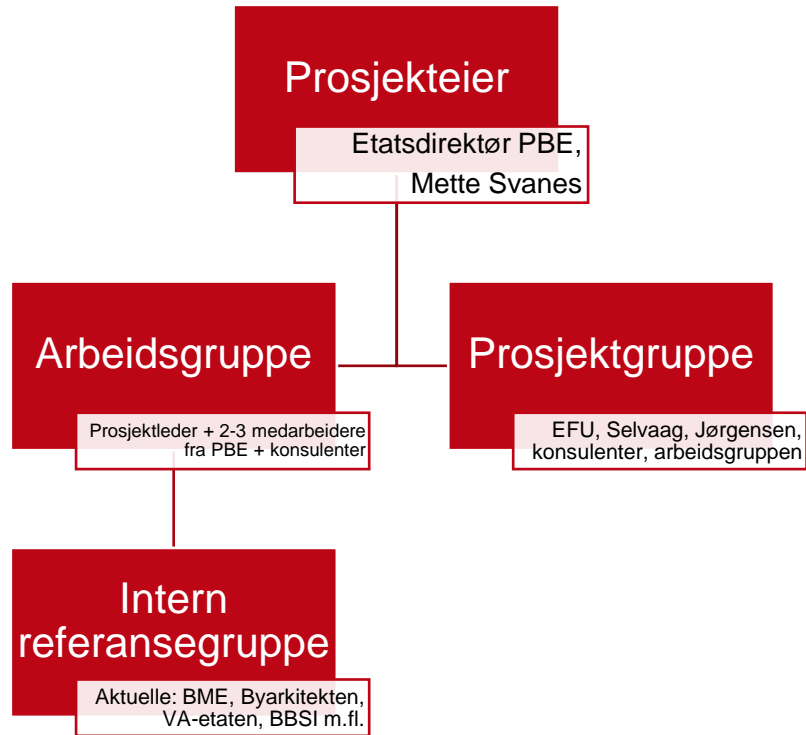 Prosjekteier
Etatsdirektør PBE,
Mette Svanes
Arbeidsgruppe
Prosjektleder + 2-3 medarbeidere
fra PBE + konsulenter
Prosjektgruppe
EFU, Selvaag, Jørgensen,
konsulenter, arbeidsgruppen
Intern
referansegruppe
Aktuelle: BME, Byarkitekten,
VA-etaten, BBSI m.fl.